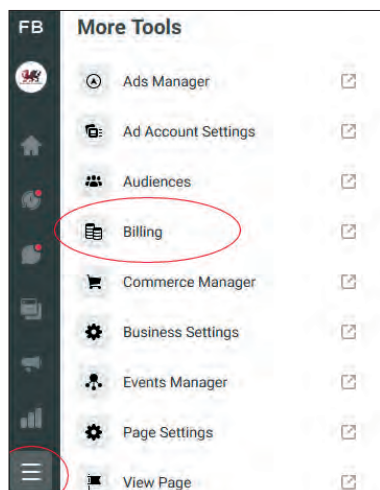 FB
More Tools
Ads Manager
Ad Account Settings
Audiences
Billing
Commerce Manager
Business Settings
Events Manager
Page Settings
View Page